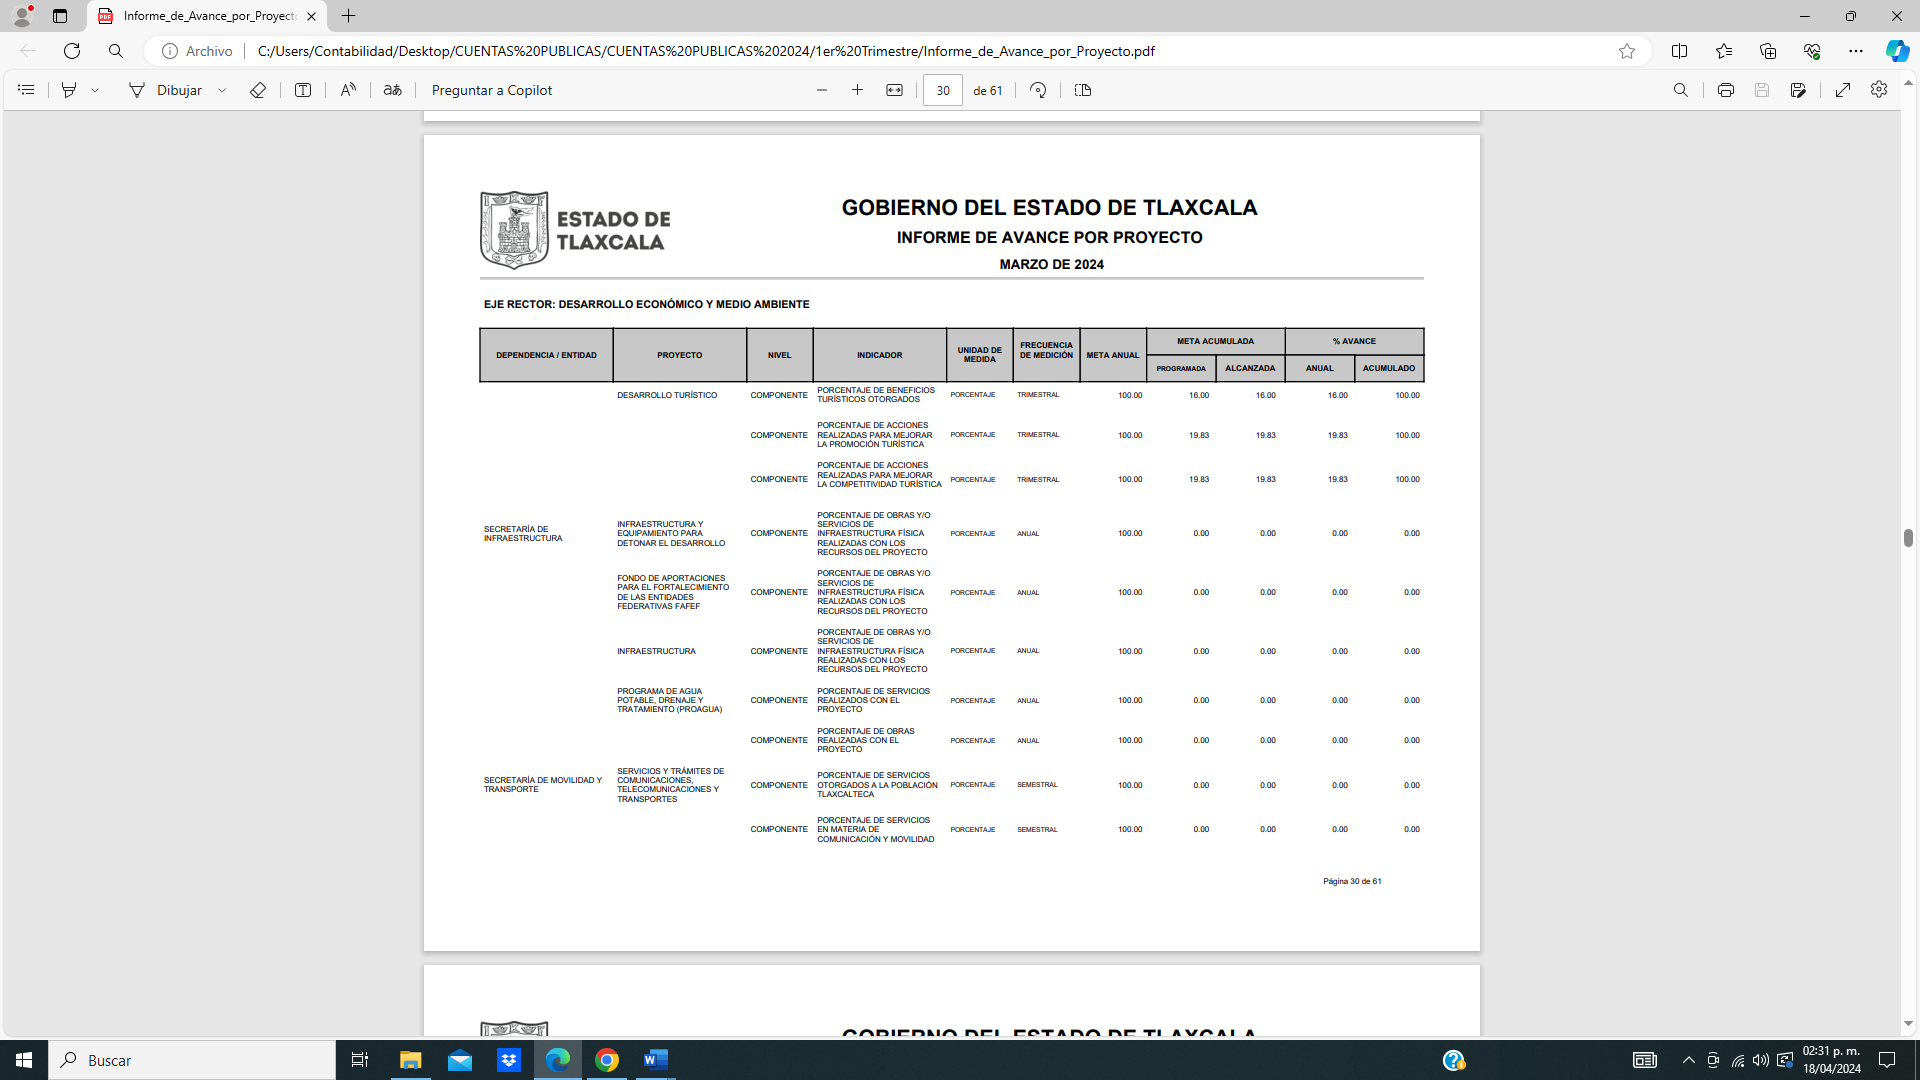 Informe_de_Avance_por_Proyecto
Archivo
C:/Users/Contabilidad/Desktop/CUENTAS%20PUBLICAS/CUENTAS%20PUBLICAS%202024/1er%20Trimestre/Informe_de_Avance_por_Proyecto.pdf
Dibujar
aあ
Preguntar a Copilot
30
de 61
ESTADO DE
TLAXCALA
GOBIERNO DEL ESTADO DE TLAXCALA
INFORME DE AVANCE POR PROYECTO
MARZO DE 2024
EJE RECTOR: DESARROLLO ECONÓMICO Y MEDIO AMBIENTE
DEPENDENCIA / ENTIDAD
PROYECTO
NIVEL
INDICADOR
UNIDAD DE
MEDIDA
FRECUENCIA
DE MEDICIÓN
META ANUAL
META ACUMULADA
PROGRAMADA
ALCANZADA
% AVANCE
ANUAL
ACUMULADO
DESARROLLO TURÍSTICO
COMPONENTE
PORCENTAJE DE BENEFICIOS
TURÍSTICOS OTORGADOS
PORCENTAJE
TRIMESTRAL
100.00
16.00
16.00
16.00
100.00
COMPONENTE
PORCENTAJE DE ACCIONES
REALIZADAS PARA MEJORAR
LA PROMOCIÓN TURÍSTICA
PORCENTAJE
TRIMESTRAL
100.00
19.83
19.83
19.83
100.00
COMPONENTE
PORCENTAJE DE ACCIONES
REALIZADAS PARA MEJORAR
LA COMPETITIVIDAD TURÍSTICA
PORCENTAJE
TRIMESTRAL
100.00
19.83
19.83
19.83
100.00
SECRETARÍA DE
INFRAESTRUCTURA
INFRAESTRUCTURA Y
EQUIPAMIENTO PARA
DETONAR EL DESARROLLO
COMPONENTE
PORCENTAJE DE OBRAS Y/O
SERVICIOS DE
INFRAESTRUCTURA FÍSICA
REALIZADAS CON LOS
RECURSOS DEL PROYECTO
PORCENTAJE
ANUAL
100.00
0.00
0.00
0.00
0.00
FONDO DE APORTACIONES
PARA EL FORTALECIMIENTO
DE LAS ENTIDADES
FEDERATIVAS FAFEF
COMPONENTE
PORCENTAJE DE OBRAS Y/O
SERVICIOS DE
INFRAESTRUCTURA FÍSICA
REALIZADAS CON LOS
RECURSOS DEL PROYECTO
PORCENTAJE
ANUAL
100.00
0.00
0.00
0.00
0.00
INFRAESTRUCTURA
COMPONENTE
PORCENTAJE DE OBRAS Y/O
SERVICIOS DE
INFRAESTRUCTURA FÍSICA
REALIZADAS CON LOS
RECURSOS DEL PROYECTO
PORCENTAJE
ANUAL
100.00
0.00
0.00
0.00
0.00
PROGRAMA DE AGUA
POTABLE, DRENAJE Y
TRATAMIENTO (PROAGUA)
COMPONENTE
PORCENTAJE DE SERVICIOS
REALIZADOS CON EL
PROYECTO
PORCENTAJE
ANUAL
100.00
0.00
0.00
0.00
0.00
COMPONENTE
PORCENTAJE DE OBRAS
REALIZADAS CON EL
PROYECTO
PORCENTAJE
ANUAL
100.00
0.00
0.00
0.00
0.00
SECRETARÍA DE MOVILIDAD Y
TRANSPORTE
SERVICIOS Y TRÁMITES DE
COMUNICACIONES,
TELECOMUNICACIONES Y
TRANSPORTES
COMPONENTE
PORCENTAJE DE SERVICIOS
OTORGADOS A LA POBLACIÓN
TLAXCALTECA
PORCENTAJE
SEMESTRAL
100.00
0.00
0.00
0.00
0.00
COMPONENTE
PORCENTAJE DE SERVICIOS
EN MATERIA DE
COMUNICACIÓN Y MOVILIDAD
PORCENTAJE
SEMESTRAL
100.00
0.00
0.00
0.00
0.00
Página 30 de 61
GOBIERNO DEL ESTADO DE TLAXCALA
Buscar
02:31 p. m.
18/04/2024